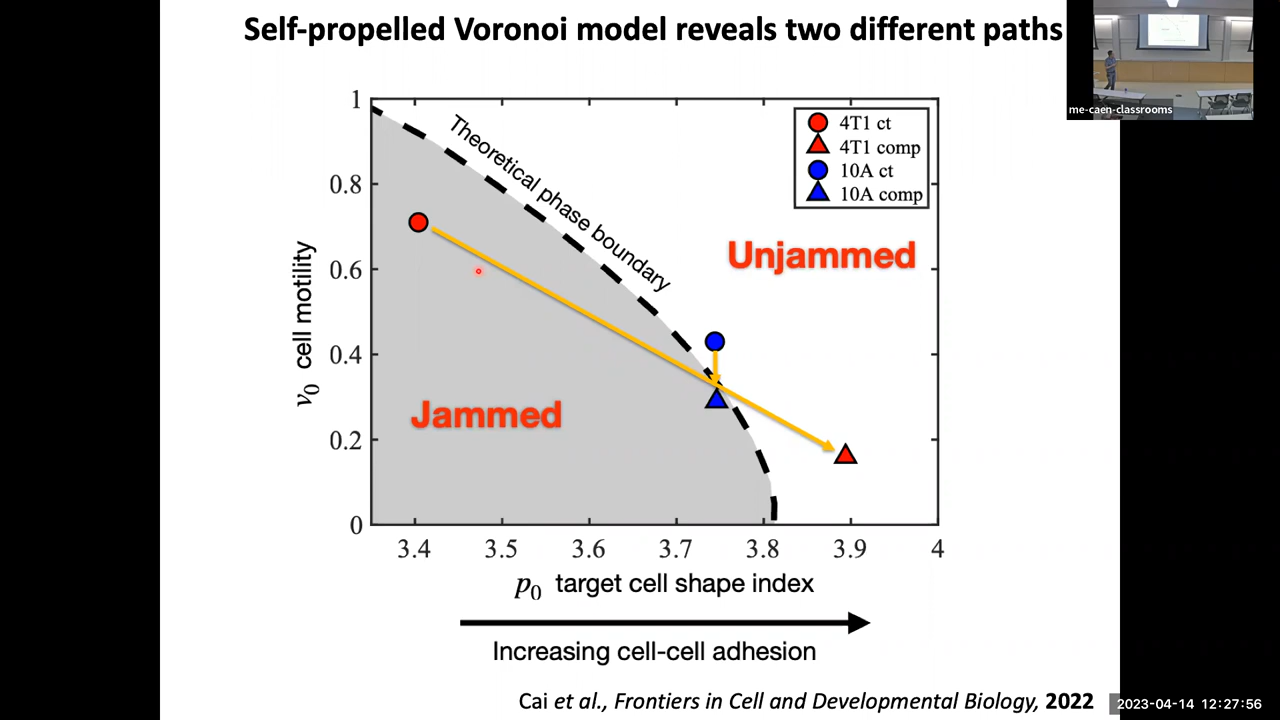 Self-propelled Voronoi model reveals two different paths
me-caen-classrooms
1
0.8
0.6
0.4
0.2
0
3.4 3.5 3.6 3.7 3.8 3.9 4
v0 cell motility
Theoretical phase boundary
4T1 ct
4T1 comp
10A ct
10A comp
Unjammed
Jammed
p0 target cell shape index
Increasing cell-cell adhesion
Cai et al., Frontiers in Cell and Developmental Biology, 2022
2023-04-14 12:27:56